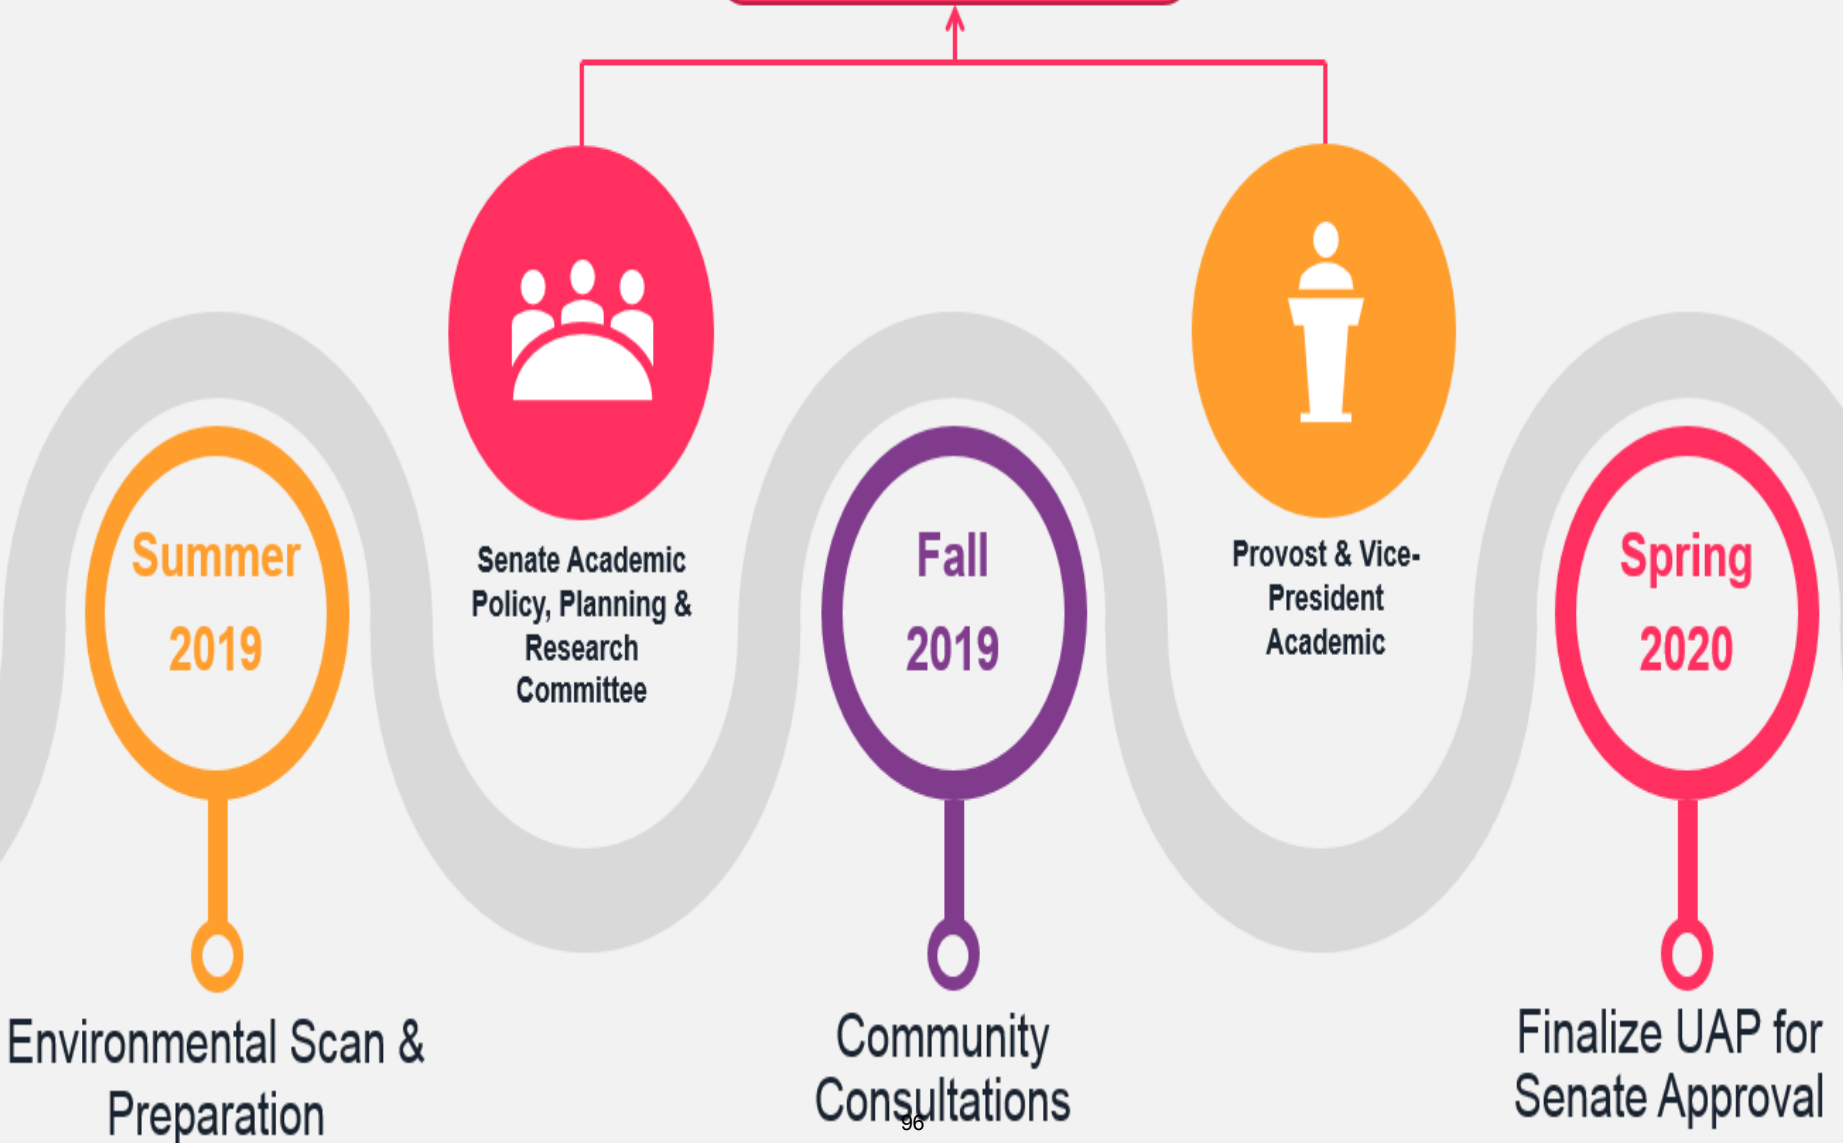 Summer
2019
Senate Academic
Policy, Planning &
Research
Committee
Fall
2019
Provost & Vice-
President
Academic
Spring
2020
Environmental Scan &
Preparation
Community
Consultations
Finalize UAP for
Senate Approval
96